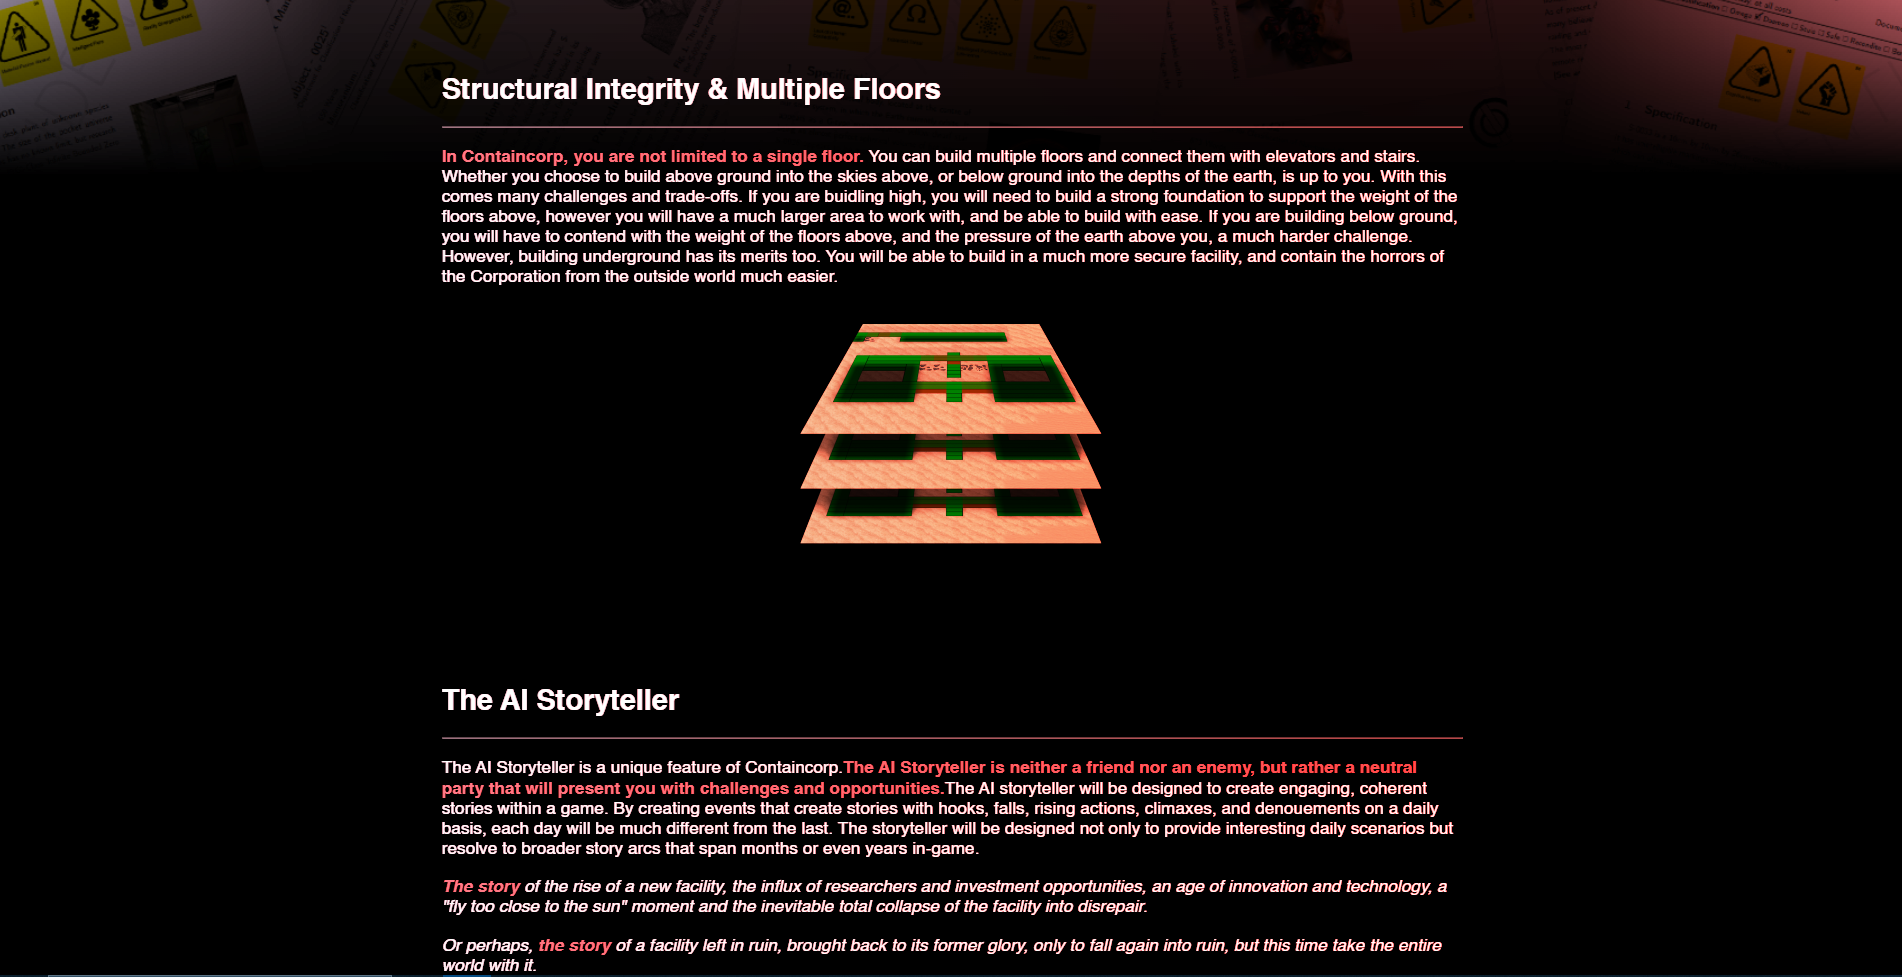 Structural Integrity & Multiple Floors
In Containcorp, you are not limited to a single floor. You can build multiple floors and connect them with elevators and stairs.
Whether you choose to build above ground into the skies above, or below ground into the depths of the earth, is up to you. With this
comes many challenges and trade-offs. If you are buidling high, you will need to build a strong foundation to support the weight of the
floors above, however you will have a much larger area to work with, and be able to build with ease. If you are building below ground,
you will have to contend with the weight of the floors above, and the pressure of the earth above you, a much harder challenge.
However, building underground has its merits too. You will be able to build in a much more secure facility, and contain the horrors of
the Corporation from the outside world much easier.
The AI Storyteller
The AI Storyteller is a unique feature of Containcorp.The AI Storyteller is neither a friend nor an enemy, but rather a neutral
party that will present you with challenges and opportunities.The AI storyteller will be designed to create engaging, coherent
stories within a game. By creating events that create stories with hooks, falls, rising actions, climaxes, and denouements on a daily
basis, each day will be much different from the last. The storyteller will be designed not only to provide interesting daily scenarios but
resolve to broader story arcs that span months or even years in-game.
The story of the rise of a new facility, the influx of researchers and investment opportunities, an age of innovation and technology, a
"fly too close to the sun" moment and the inevitable total collapse of the facility into disrepair.
Or perhaps, the story of a facility left in ruin, brought back to its former glory, only to fall again into ruin, but this time take the entire
world with it.